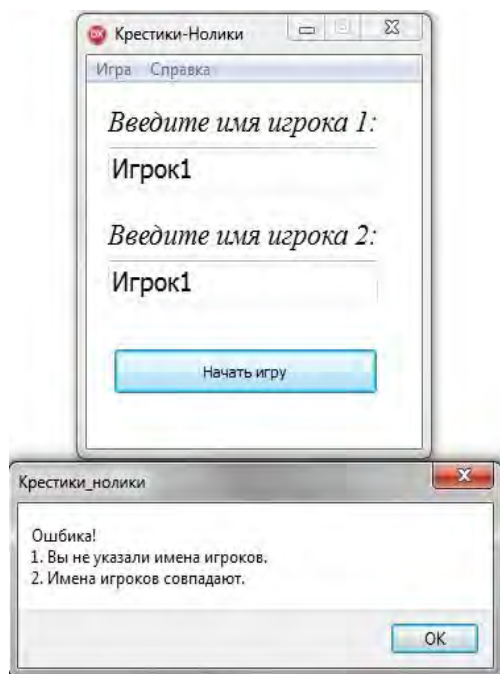 Крестики-Нолики
Игра Справка
Введите имя игрока 1:
Игрок1
Введите имя игрока 2:
Игрок1
Начать игру
Крестики_нолики
Ошбика!
1. Вы не указали имена игроков.
2. Имена игроков совпадают.
OK